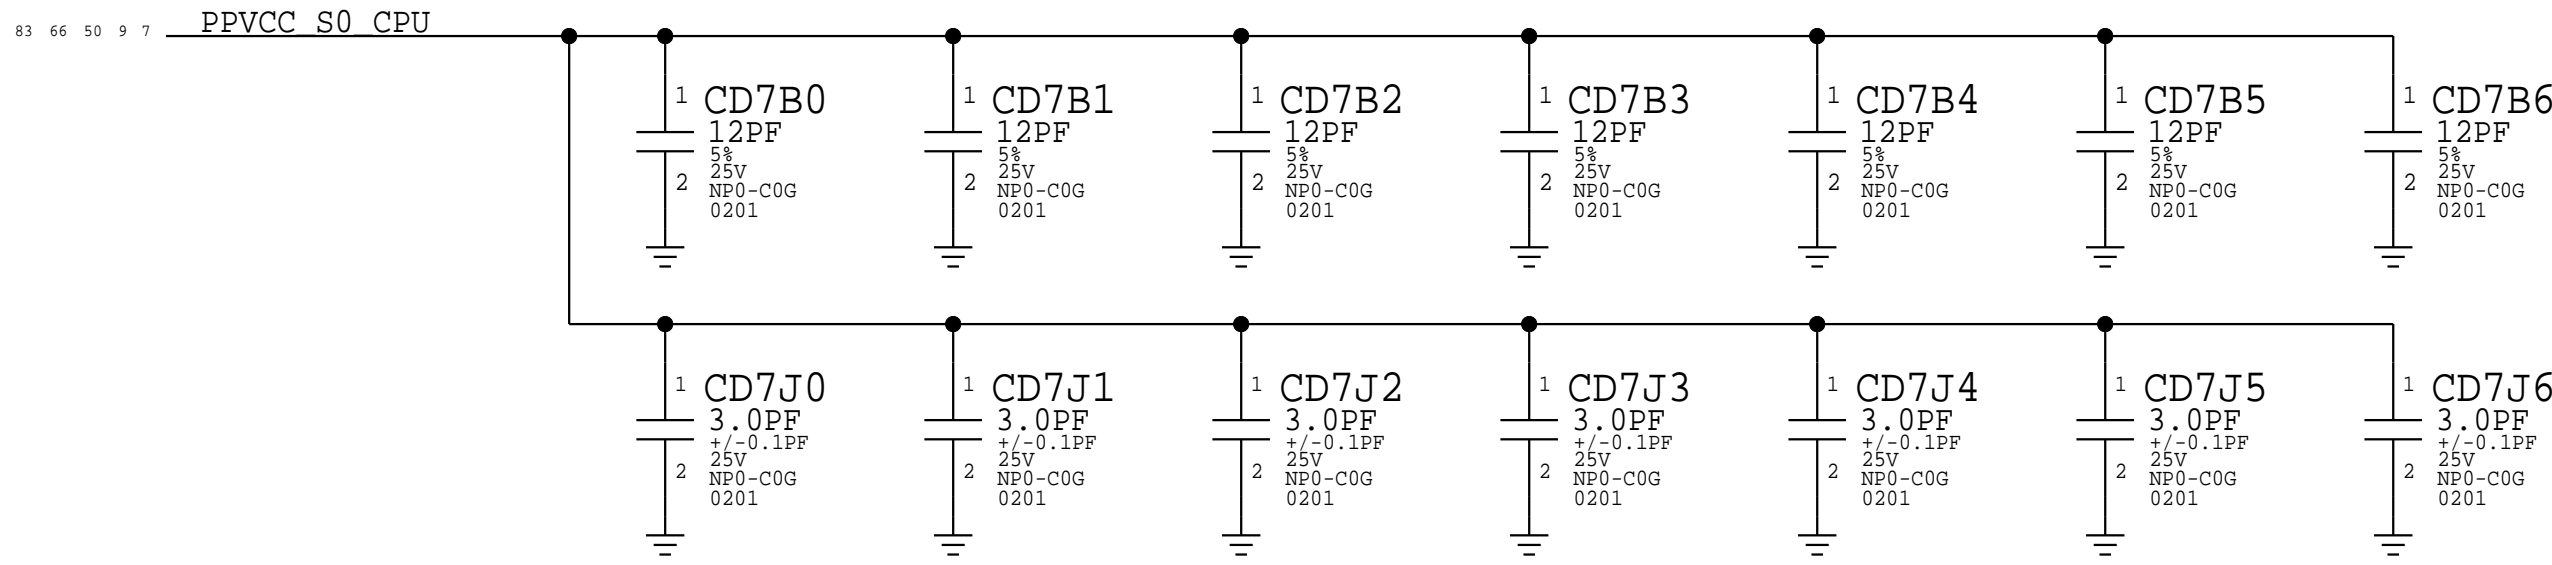 83 66 50 9 7 PPVCC_S0_CPU
1 CD7B0
12PF
5%
25V
2 NP0-C0G
0201
1 CD7B1
12PF
5%
25V
2 NP0-C0G
0201
1 CD7B2
12PF
5%
25V
2 NP0-C0G
0201
1 CD7B3
12PF
5%
25V
2 NP0-C0G
0201
1 CD7B4
12PF
5%
25V
2 NP0-C0G
0201
1 CD7B5
12PF
5%
25V
2 NP0-C0G
0201
1 CD7B6
12PF
5%
25V
2 NP0-C0G
0201
1 CD7J0
3.0PF
+/-0.1PF
25V
2 NP0-C0G
0201
1 CD7J1
3.0PF
+/-0.1PF
25V
2 NP0-C0G
0201
1 CD7J2
3.0PF
+/-0.1PF
25V
2 NP0-C0G
0201
1 CD7J3
3.0PF
+/-0.1PF
25V
2 NP0-C0G
0201
1 CD7J4
3.0PF
+/-0.1PF
25V
2 NP0-C0G
0201
1 CD7J5
3.0PF
+/-0.1PF
25V
2 NP0-C0G
0201
1 CD7J6
3.0PF
+/-0.1PF
25V
2 NP0-C0G
0201